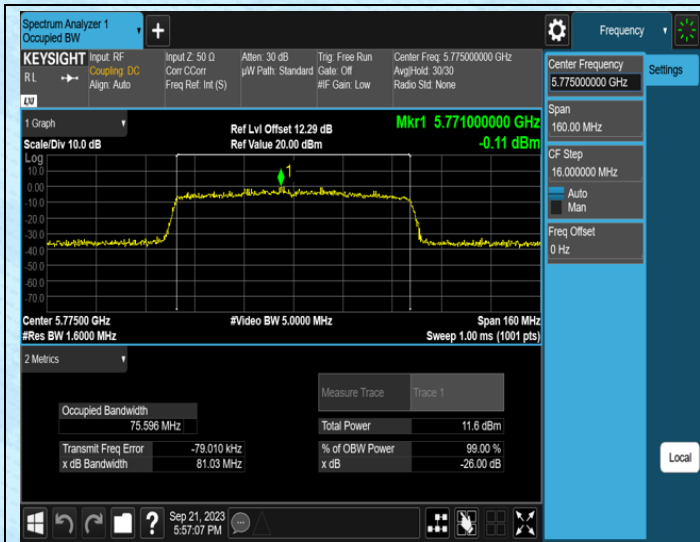 Spectrum Analyzer 1
Occupied BW
Frequency
KEYSIGHT
R L
LXI
Input: RF
Coupling: DC
Align: Auto
Input Z: 50 Ω
Corr CCorr
Freq Ref: Int (S)
Atten: 30 dB
µW Path: Standard
Trig: Free Run
Gate: Off
#IF Gain: Low
Center Freq: 5.775000000 GHz
Avg|Hold: 30/30
Radio Std: None
Center Frequency
5.775000000 GHz
Settings
Span
160.00 MHz
CF Step
16.000000 MHz
Auto
Man
Freq Offset
0 Hz
Local
1 Graph
Scale/Div 10.0 dB
Ref Lvl Offset 12.29 dB
Ref Value 20.00 dBm
Mkr1 5.771000000 GHz
-0.11 dBm
Log
10.0
0.00
-10.0
-20.0
-30.0
-40.0
-50.0
-60.0
-70.0
1
Center 5.77500 GHz
#Res BW 1.6000 MHz
#Video BW 5.0000 MHz
Span 160 MHz
Sweep 1.00 ms (1001 pts)
2 Metrics
Measure Trace Trace 1
Occupied Bandwidth
75.596 MHz
Total Power 11.6 dBm
Transmit Freq Error -79.010 kHz
% of OBW Power 99.00 %
x dB Bandwidth 81.03 MHz
x dB -26.00 dB
?
Sep 21, 2023
5:57:07 PM